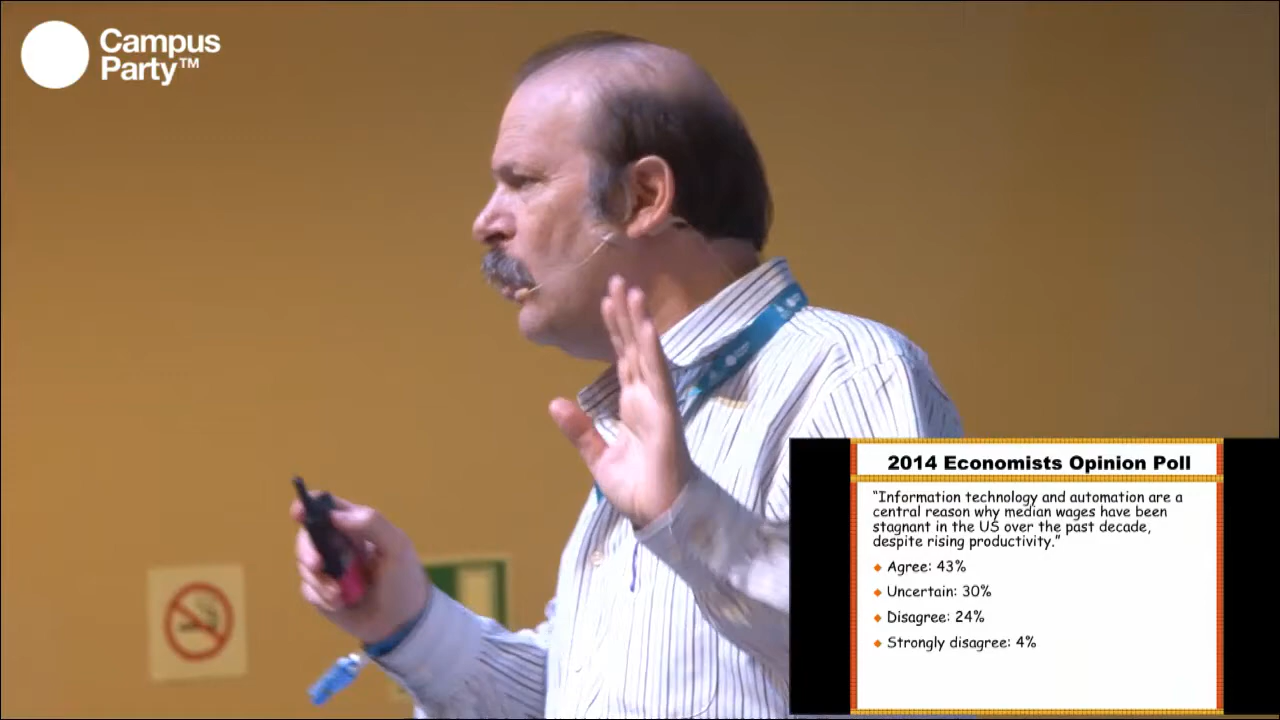 Campus
Party™
2014 Economists Opinion Poll
“Information technology and automation are a
central reason why median wages have been
stagnant in the US over the past decade,
despite rising productivity.”
Agree: 43%
Uncertain: 30%
Disagree: 24%
Strongly disagree: 4%